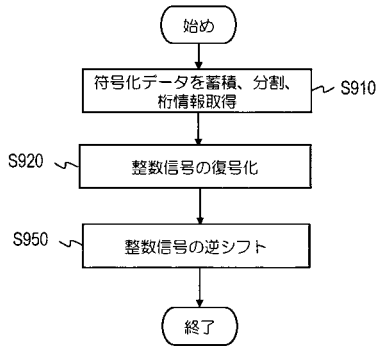 始め
符号化データを蓄積、分割、
桁情報取得
S910
S920
整数信号の復号化
S950
整数信号の逆シフト
終了